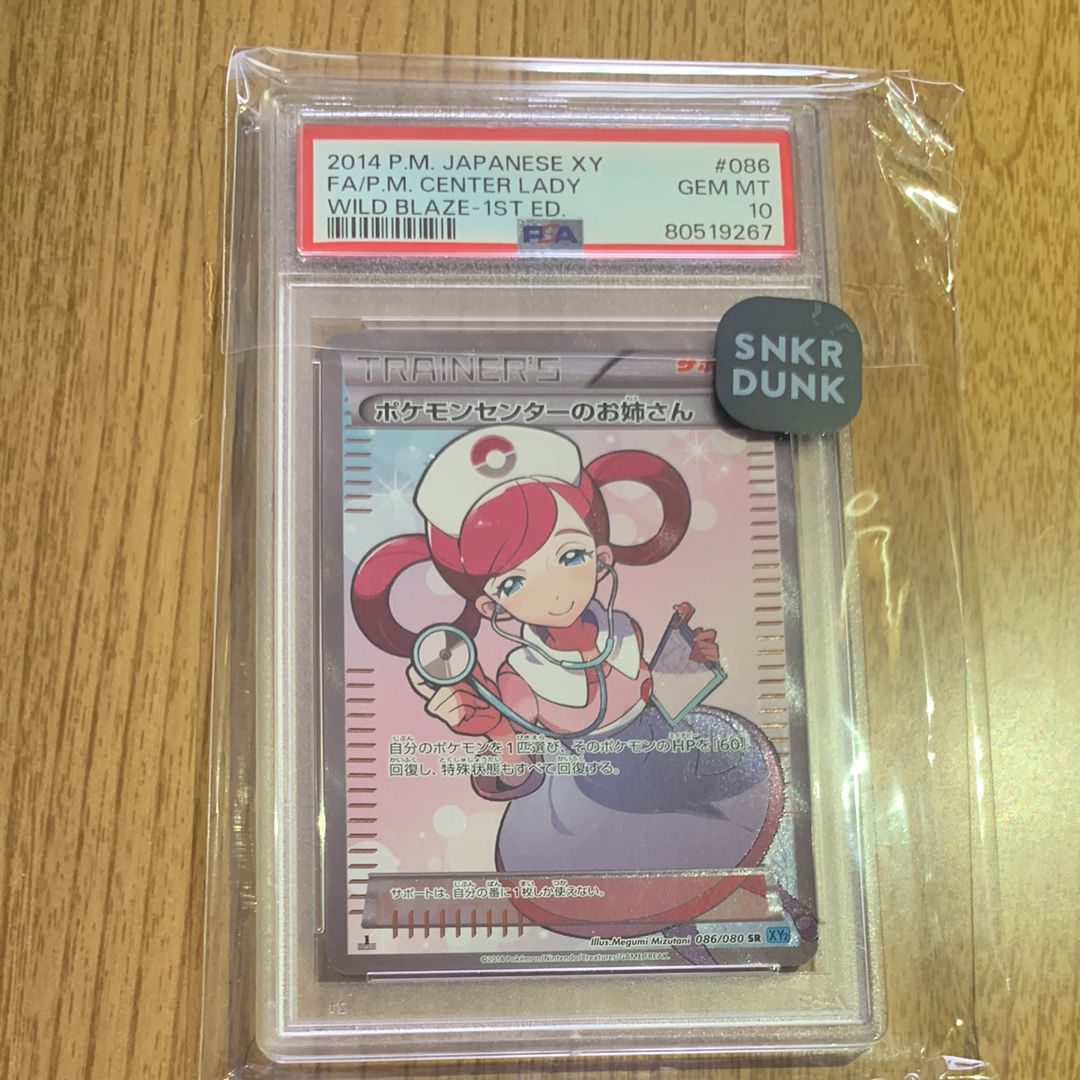 2014 P.M. JAPANESE XY #086
FA/P.M. CENTER LADY GEM MT
WILD BLAZE-1ST ED. 10
PSA 80519267
SNKR
DUNK
TRAINER'S サポ
ポケモンセンターのお姉さん
自分のポケモンを1匹選び、そのポケモンのHPを「60」
回復し、特殊状態もすべて回復する。
サポートは、自分の番に1枚しか使えない。
Illus.Megumi Mizutani 086/080 SR XY2
©2014 Pokémon/Nintendo/Creatures/GAME FREAK.